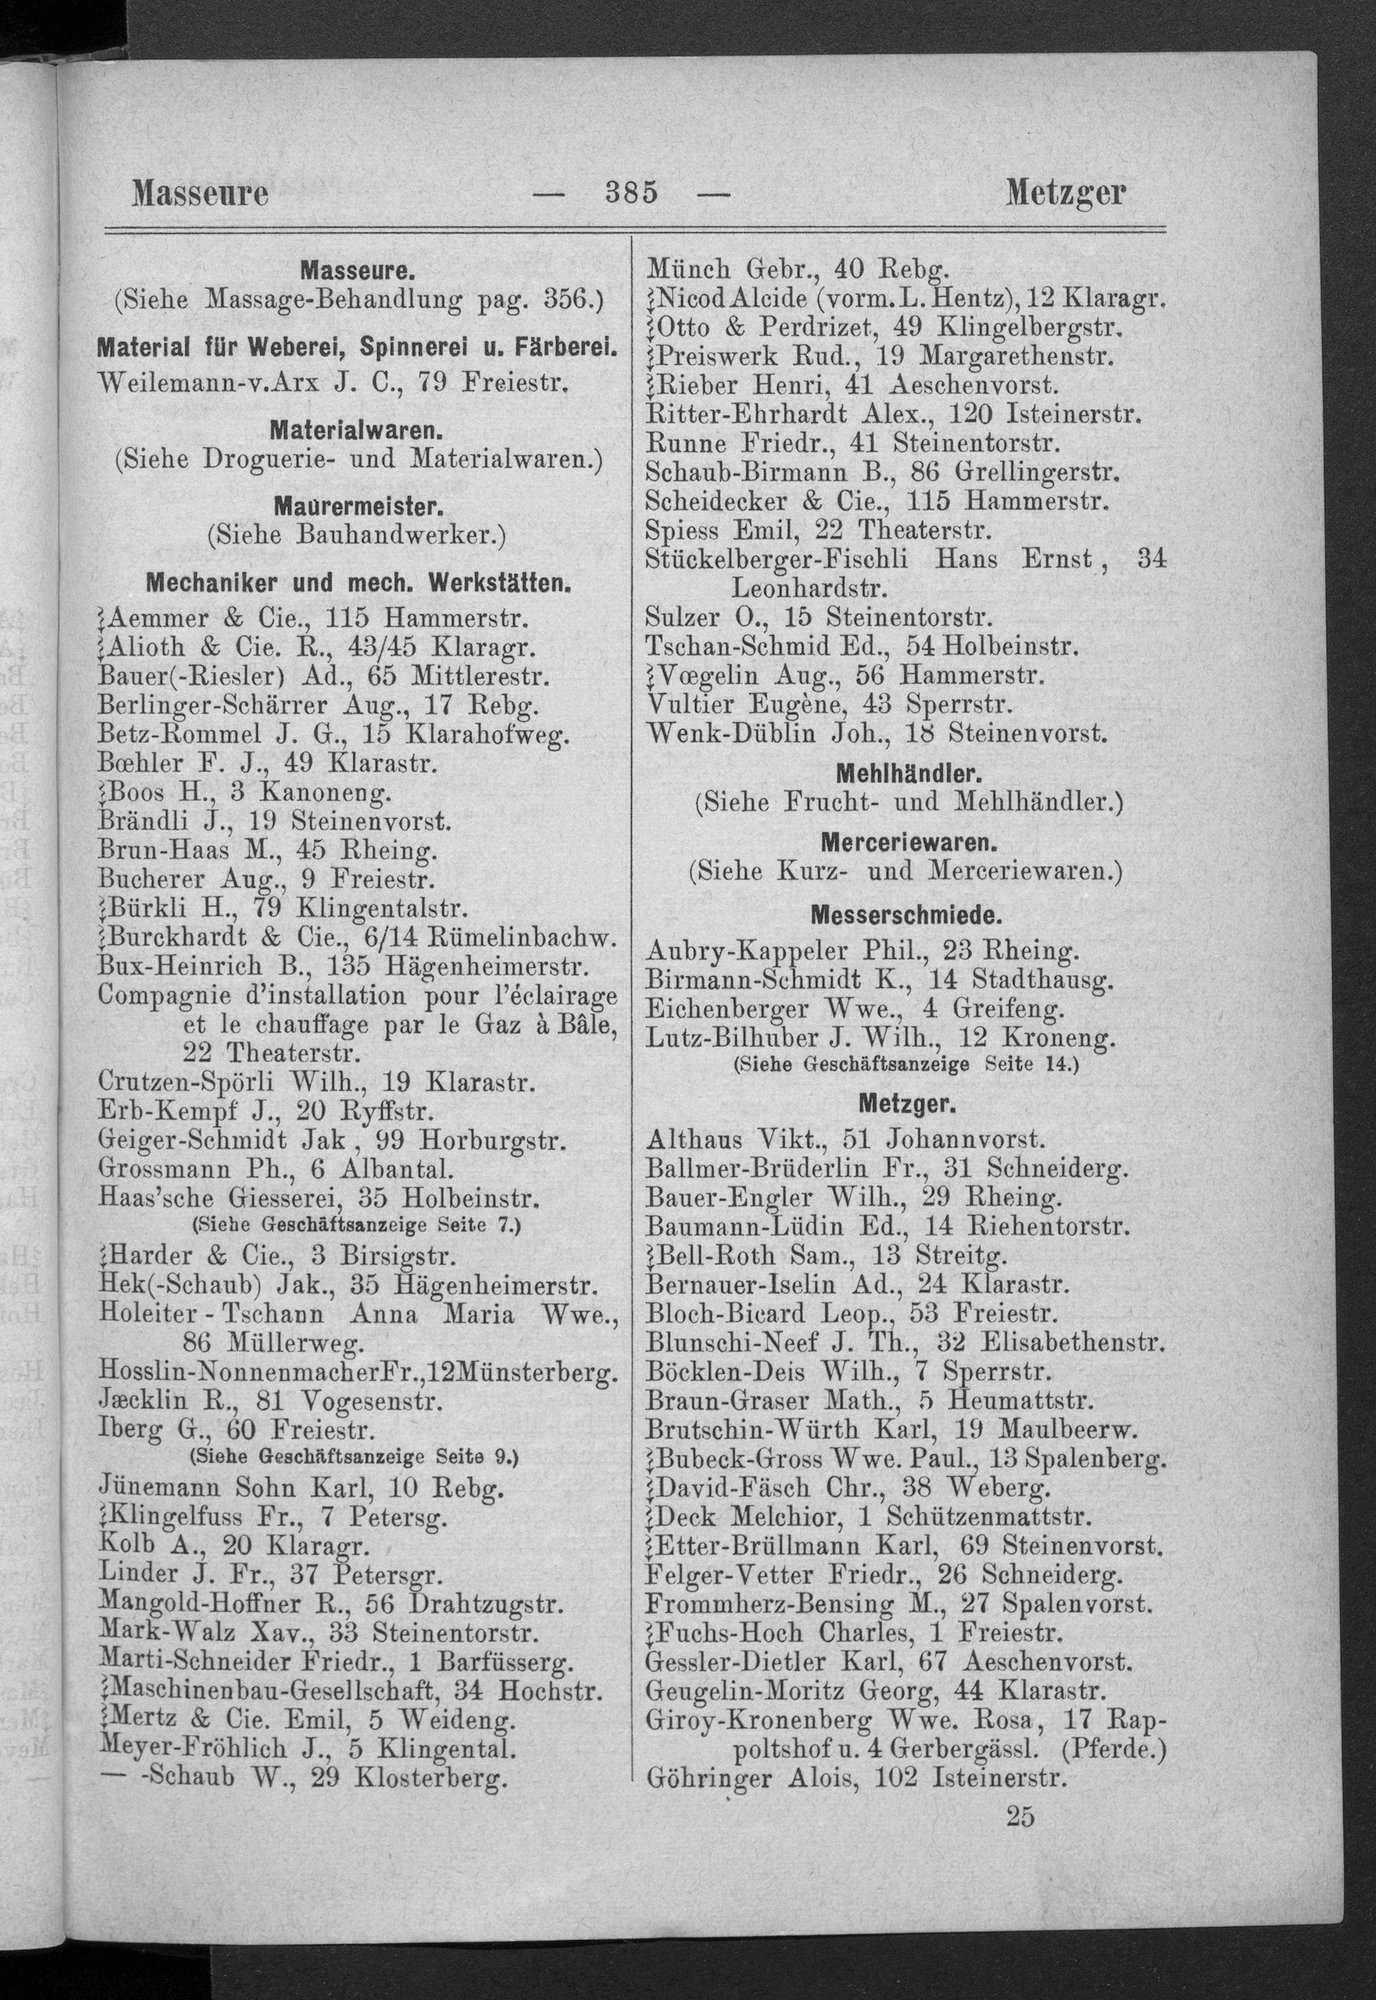 Masseure — 385 — Metzger
Masseure.
(Siehe Massage-Behandlung pag. 356.)
Material für Weberei, Spinnerei u. Färberei.
Weilemann-v.Arx J. C., 79 Freiestr.
Materialwaren.
(Siehe Droguerie- und Materialwaren.)
Maurermeister.
(Siehe Bauhandwerker.)
Mechaniker und mech. Werkstätten.
⸾Aemmer & Cie., 115 Hammerstr.
⸾Alioth & Cie. R., 43/45 Klaragr.
Bauer(-Riesler) Ad., 65 Mittlerestr.
Berlinger-Schärrer Aug., 17 Rebg.
Betz-Rommel J. G., 15 Klarahofweg.
Bœhler F. J., 49 Klarastr.
⸾Boos H., 3 Kanoneng.
Brändli J., 19 Steinenvorst.
Brun-Haas M., 45 Rheing.
Bucherer Aug., 9 Freiestr.
⸾Bürkli H., 79 Klingentalstr.
⸾Burckhardt & Cie., 6/14 Rümelinbachw.
Bux-Heinrich B., 135 Hägenheimerstr.
Compagnie d'installation pour l'éclairage
et le chauffage par le Gaz à Bâle,
22 Theaterstr.
Crutzen-Spörli Wilh., 19 Klarastr.
Erb-Kempf J., 20 Ryffstr.
Geiger-Schmidt Jak , 99 Horburgstr.
Grossmann Ph., 6 Albantal.
Haas'sche Giesserei, 35 Holbeinstr.
(Siehe Geschäftsanzeige Seite 7.)
⸾Harder & Cie., 3 Birsigstr.
Hek(-Schaub) Jak., 35 Hägenheimerstr.
Holeiter - Tschann Anna Maria Wwe.,
86 Müllerweg.
Hosslin-Nonnenmacher Fr., 12 Münsterberg.
Jæcklin R., 81 Vogesenstr.
Iberg G., 60 Freiestr.
(Siehe Geschäftsanzeige Seite 9.)
Jünemann Sohn Karl, 10 Rebg.
⸾Klingelfuss Fr., 7 Petersg.
Kolb A., 20 Klaragr.
Linder J. Fr., 37 Petersgr.
Mangold-Hoffner R., 56 Drahtzugstr.
Mark-Walz Xav., 33 Steinentorstr.
Marti-Schneider Friedr., 1 Barfüsserg.
⸾Maschinenbau-Gesellschaft, 34 Hochstr.
⸾Mertz & Cie. Emil, 5 Weideng.
Meyer-Fröhlich J., 5 Klingental.
— -Schaub W., 29 Klosterberg.
Münch Gebr., 40 Rebg.
⸾Nicod Alcide (vorm. L. Hentz), 12 Klaragr.
⸾Otto & Perdrizet, 49 Klingelbergstr.
⸾Preiswerk Rud., 19 Margarethenstr.
⸾Rieber Henri, 41 Aeschenvorst.
Ritter-Ehrhardt Alex., 120 Isteinerstr.
Runne Friedr., 41 Steinentorstr.
Schaub-Birmann B., 86 Grellingerstr.
Scheidecker & Cie., 115 Hammerstr.
Spiess Emil, 22 Theaterstr.
Stückelberger-Fischli Hans Ernst, 34
Leonhardstr.
Sulzer O., 15 Steinentorstr.
Tschan-Schmid Ed., 54 Holbeinstr.
⸾Vœgelin Aug., 56 Hammerstr.
Vultier Eugène, 43 Sperrstr.
Wenk-Düblin Joh., 18 Steinenvorst.
Mehlhändler.
(Siehe Frucht- und Mehlhändler.)
Merceriewaren.
(Siehe Kurz- und Merceriewaren.)
Messerschmiede.
Aubry-Kappeler Phil., 23 Rheing.
Birmann-Schmidt K., 14 Stadthausg.
Eichenberger Wwe., 4 Greifeng.
Lutz-Bilhuber J. Wilh., 12 Kroneng.
(Siehe Geschäftsanzeige Seite 14.)
Metzger.
Althaus Vikt., 51 Johannvorst.
Ballmer-Brüderlin Fr., 31 Schneiderg.
Bauer-Engler Wilh., 29 Rheing.
Baumann-Lüdin Ed., 14 Riehentorstr.
⸾Bell-Roth Sam., 13 Streitg.
Bernauer-Iselin Ad., 24 Klarastr.
Bloch-Bicard Leop., 53 Freiestr.
Blunschi-Neef J. Th., 32 Elisabethenstr.
Böcklen-Deis Wilh., 7 Sperrstr.
Braun-Graser Math., 5 Heumattstr.
Brutschin-Würth Karl, 19 Maulbeerw.
⸾Bubeck-Gross Wwe. Paul., 13 Spalenberg.
⸾David-Fäsch Chr., 38 Weberg.
⸾Deck Melchior, 1 Schützenmattstr.
⸾Etter-Brüllmann Karl, 69 Steinenvorst.
Felger-Vetter Friedr., 26 Schneiderg.
Frommherz-Bensing M., 27 Spalenvorst.
⸾Fuchs-Hoch Charles, 1 Freiestr.
Gessler-Dietler Karl, 67 Aeschenvorst.
Geugelin-Moritz Georg, 44 Klarastr.
Giroy-Kronenberg Wwe. Rosa, 17 Rap-
poltshof u. 4 Gerbergässl. (Pferde.)
Göhringer Alois, 102 Isteinerstr.
25